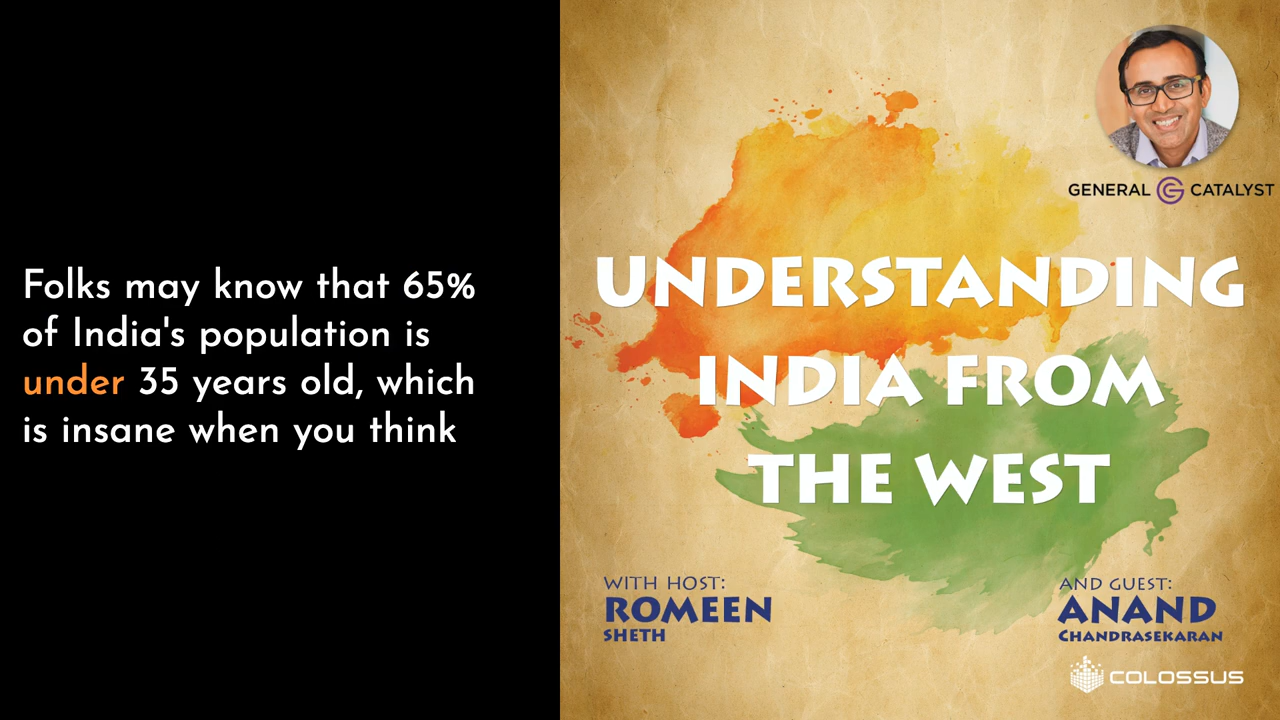 Folks may know that 65%
of India's population is
under 35 years old, which
is insane when you think
GENERAL CATALYST
UNDERSTANDING
INDIA FROM
THE WEST
WITH HOST:
ROMEEN
SHETH
AND GUEST:
ANAND
CHANDRASEKARAN
COLOSSUS